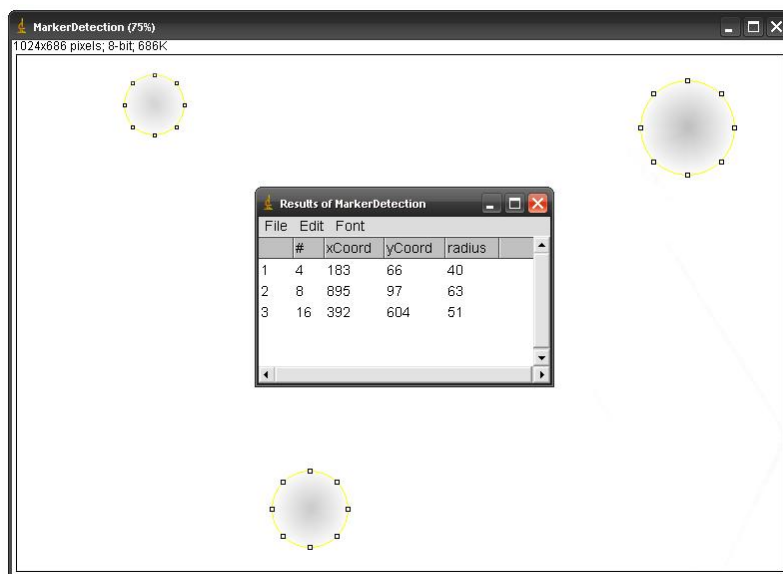 MarkerDetection (75%)
1024x686 pixels; 8-bit; 686K
Results of MarkerDetection
File Edit Font
# xCoord yCoord radius
1 4 183 66 40
2 8 895 97 63
3 16 392 604 51